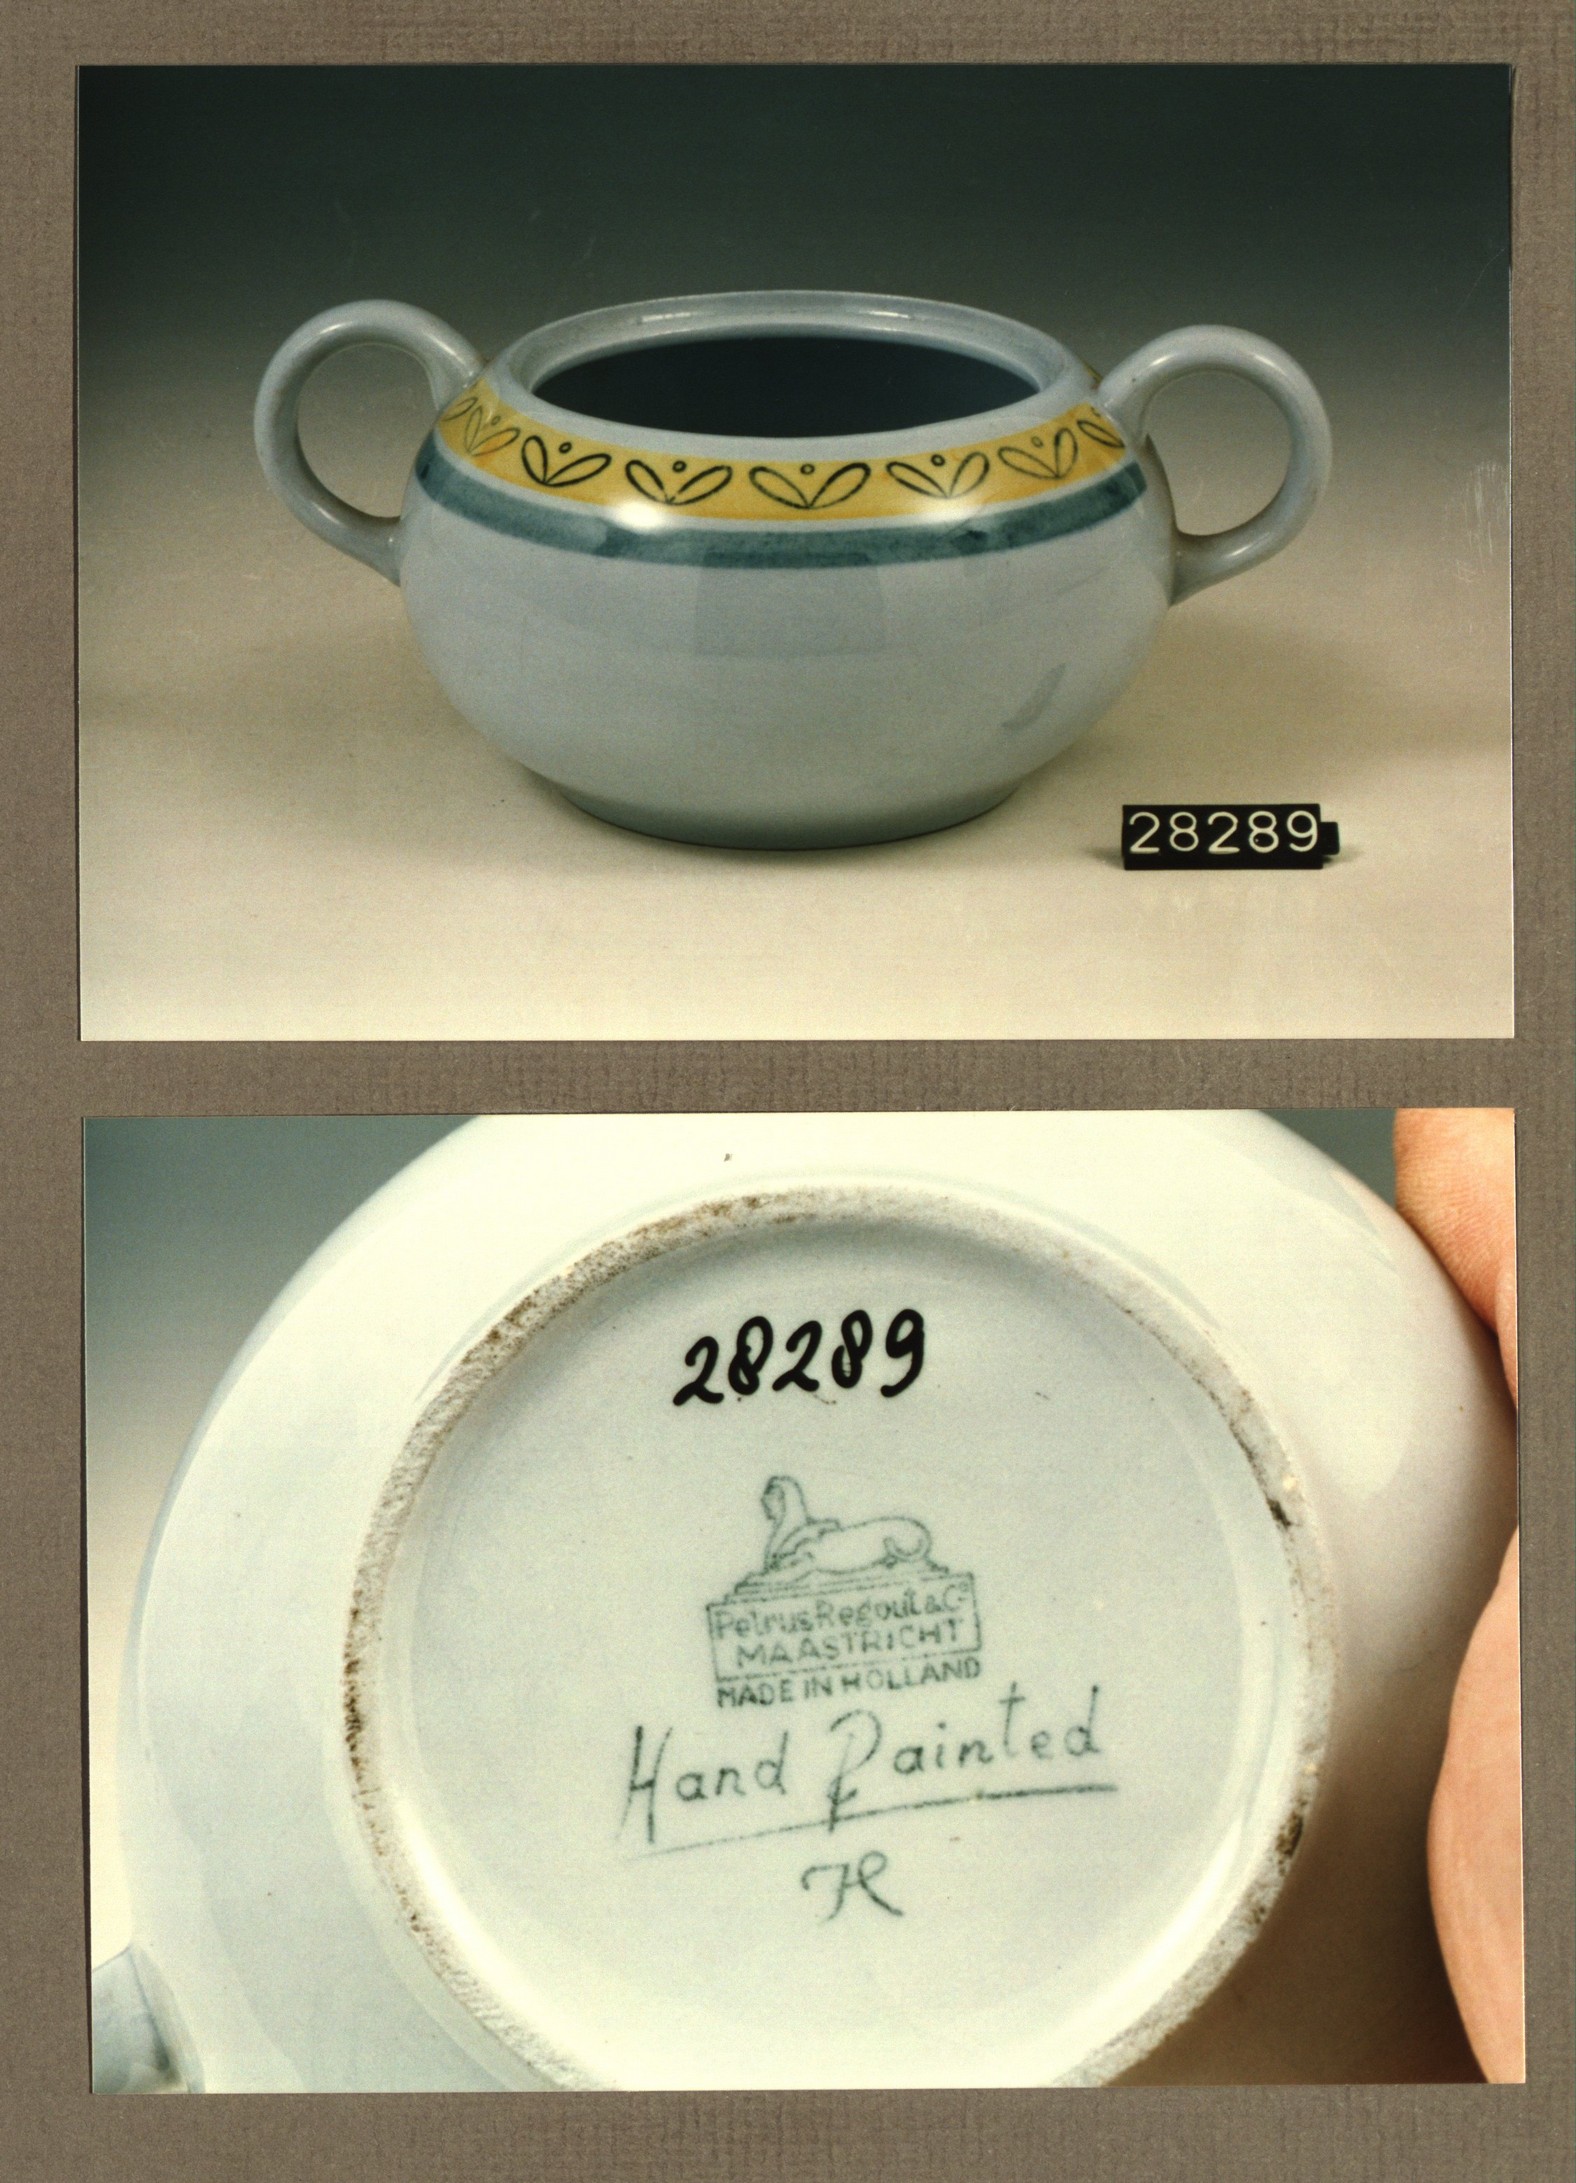 28289
28289
Petrus Regout & Co
MAASTRICHT
MADE IN HOLLAND
Hand Painted